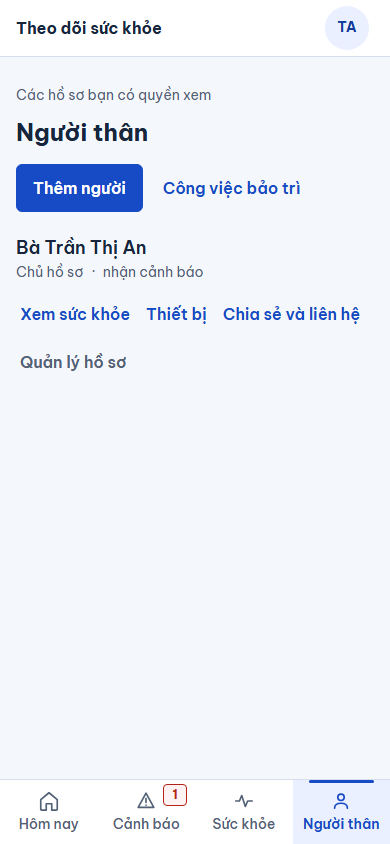 Theo dõi sức khỏe
TA
Các hồ sơ bạn có quyền xem
Người thân
Thêm người
Công việc bảo trì
Bà Trần Thị An
Chủ hồ sơ · nhận cảnh báo
Xem sức khỏe
Thiết bị
Chia sẻ và liên hệ
Quản lý hồ sơ
1
Hôm nay
Cảnh báo
Sức khỏe
Người thân